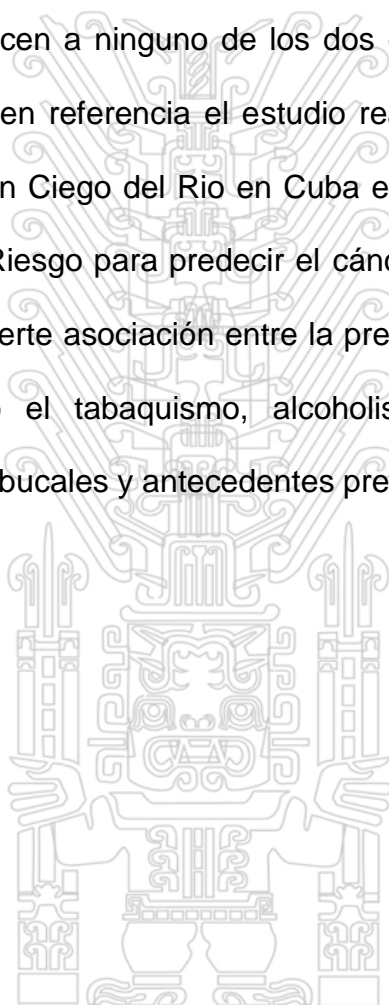 cen a ninguno de los dos
en referencia el estudio rea
n Ciego del Rio en Cuba e
Riesgo para predecir el cánc
erte asociación entre la pre
o el tabaquismo, alcoholis
bucales y antecedentes pre